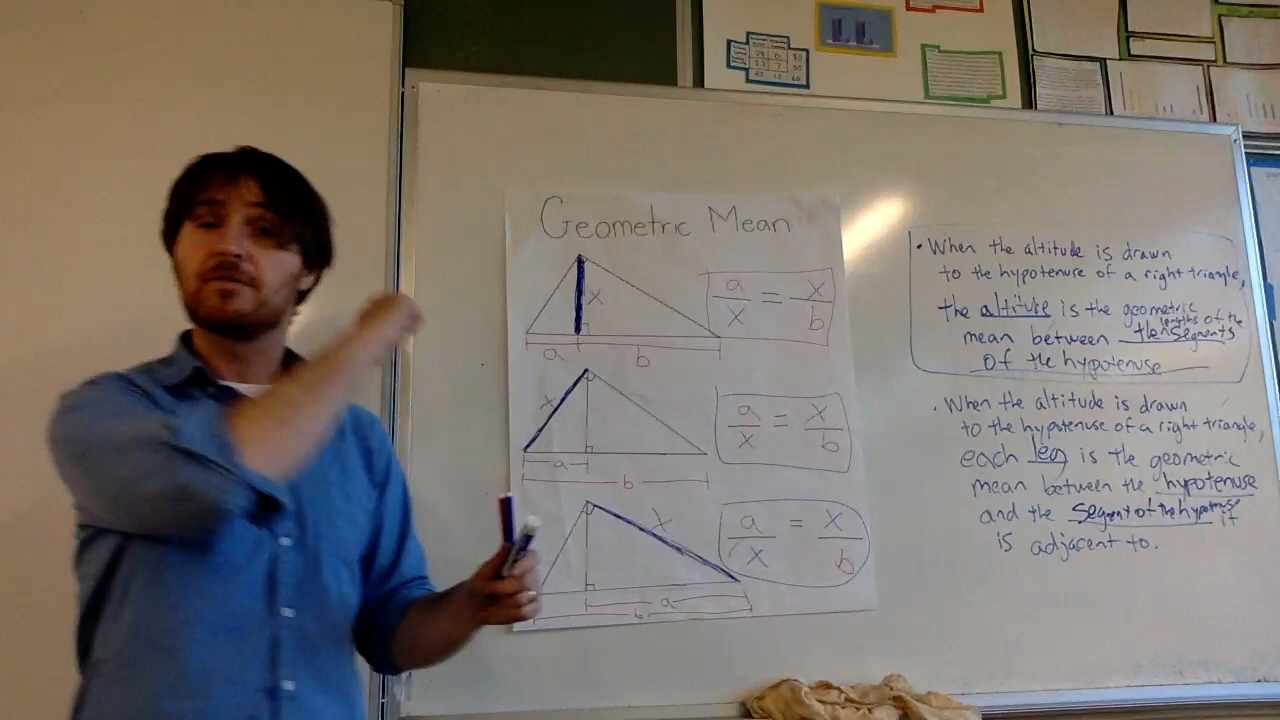 LL
Geometric Mean
x
a
b
a/x = x/b
x
a
b
a/x = x/b
x
a
b
a/x = x/b
• When the altitude is drawn
to the hypotenuse of a right triangle,
the altitude is the geometric
mean between the lengths of the segments
of the hypotenuse
. When the altitude is drawn
to the hypotenuse of a right triangle,
each leg is the geometric
mean between the hypotenuse
and the segment of the hypotenuse it
is adjacent to.